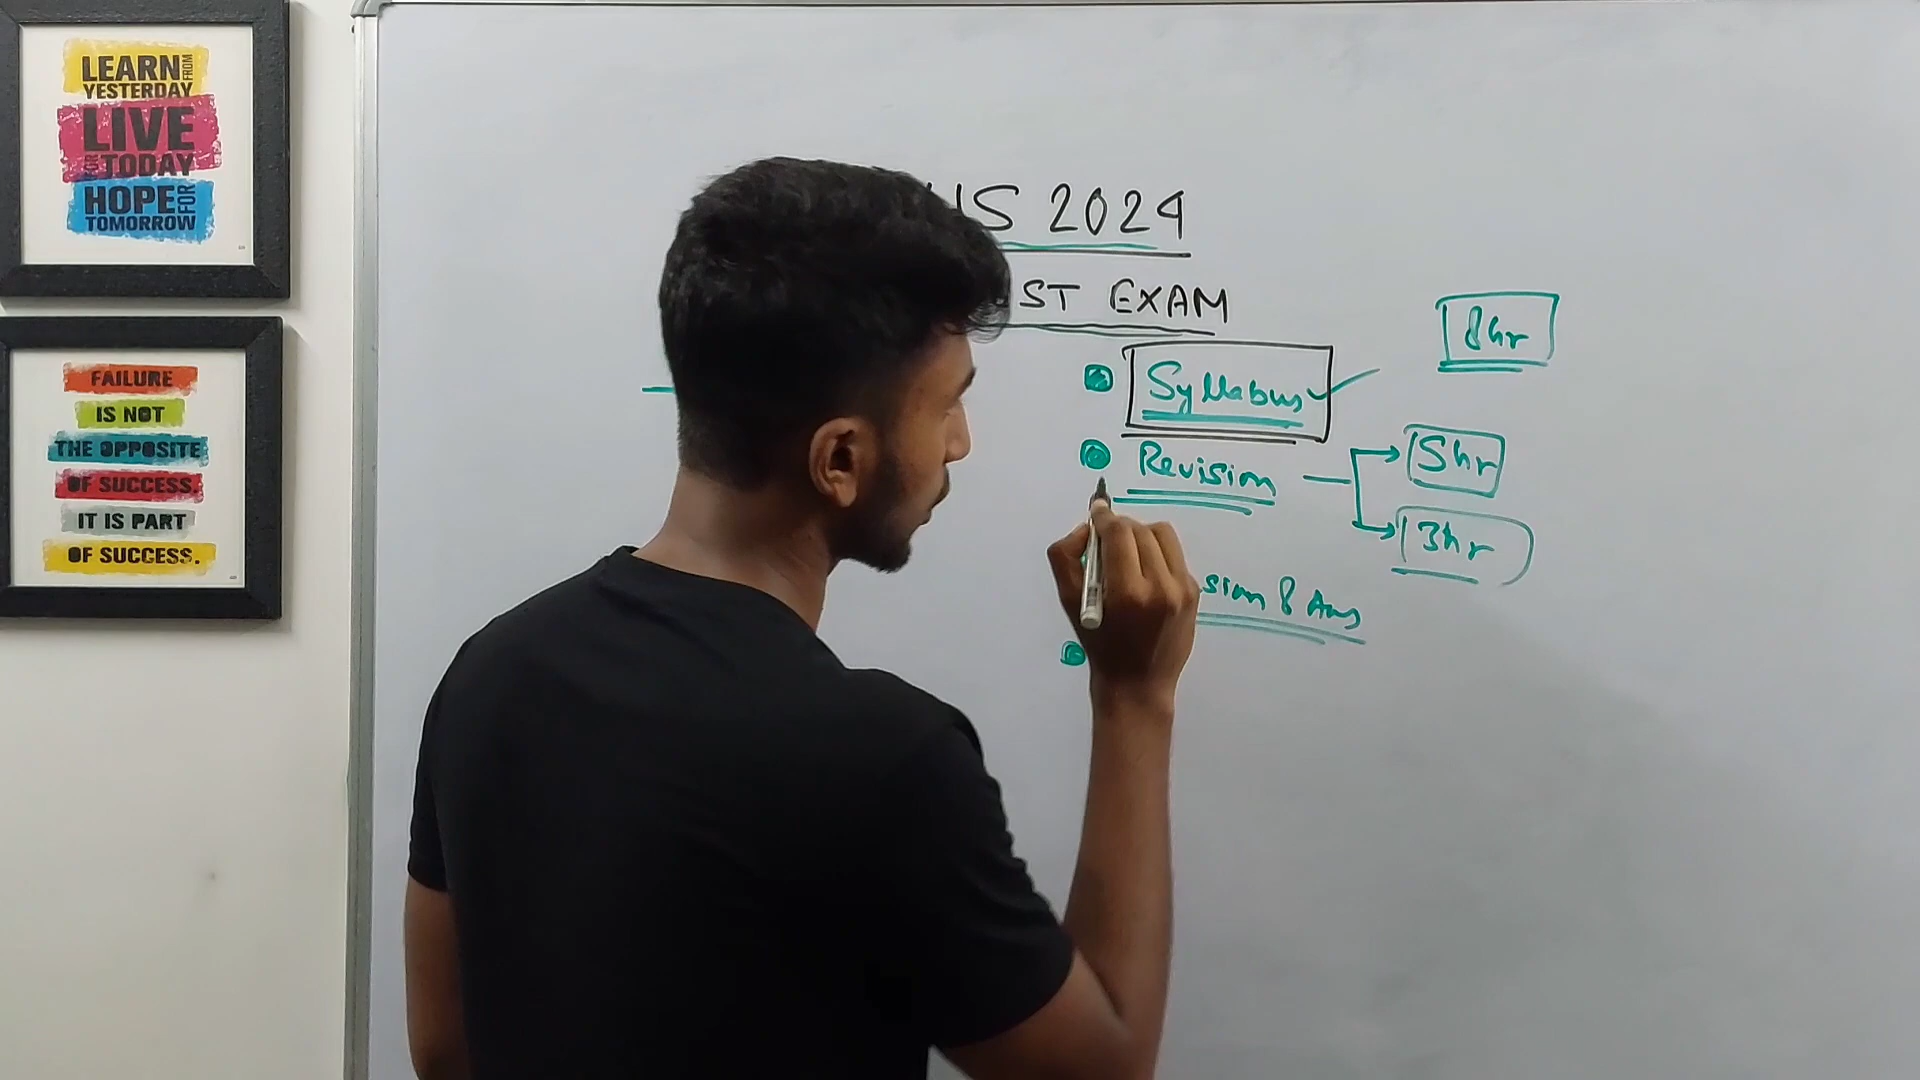 LEARN FROM
YESTERDAY
LIVE
FOR TODAY
HOPE FOR
TOMORROW
FAILURE
IS NOT
THE OPPOSITE
OF SUCCESS.
IT IS PART
OF SUCCESS.
HS 2024
ST EXAM
8hr
Syllabus
Revision
5hr
3hr
sion & Ans